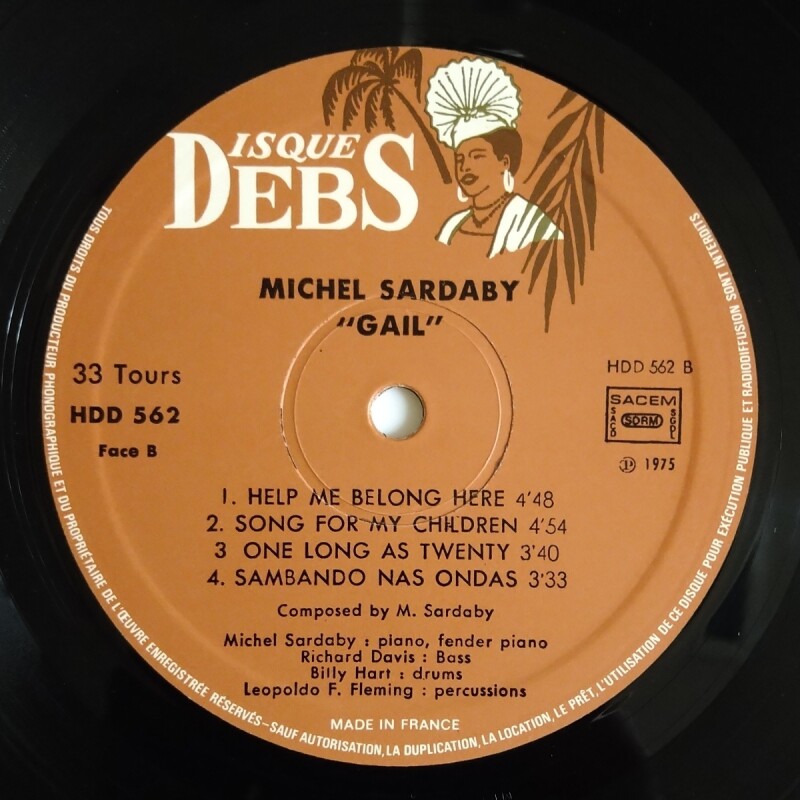 DISQUE DEBS
MICHEL SARDABY
"GAIL"
33 Tours
HDD 562
Face B
HDD 562 B
SACEM
SACD
SDRM
SGDL
Ⓟ 1975
1. HELP ME BELONG HERE 4'48
2. SONG FOR MY CHILDREN 4'54
3 ONE LONG AS TWENTY 3'40
4. SAMBANDO NAS ONDAS 3'33
Composed by M. Sardaby
Michel Sardaby : piano, fender piano
Richard Davis : Bass
Billy Hart : drums
Leopoldo F. Fleming : percussions
MADE IN FRANCE
TOUS DROITS DU PRODUCTEUR PHONOGRAPHIQUE ET DU PROPRIÉTAIRE DE L'ŒUVRE ENREGISTRÉE RÉSERVÉS-SAUF AUTORISATION, LA DUPLICATION, LA LOCATION, LE PRÊT, L'UTILISATION DE CE DISQUE POUR EXÉCUTION PUBLIQUE ET RADIODIFFUSION SONT INTERDITS